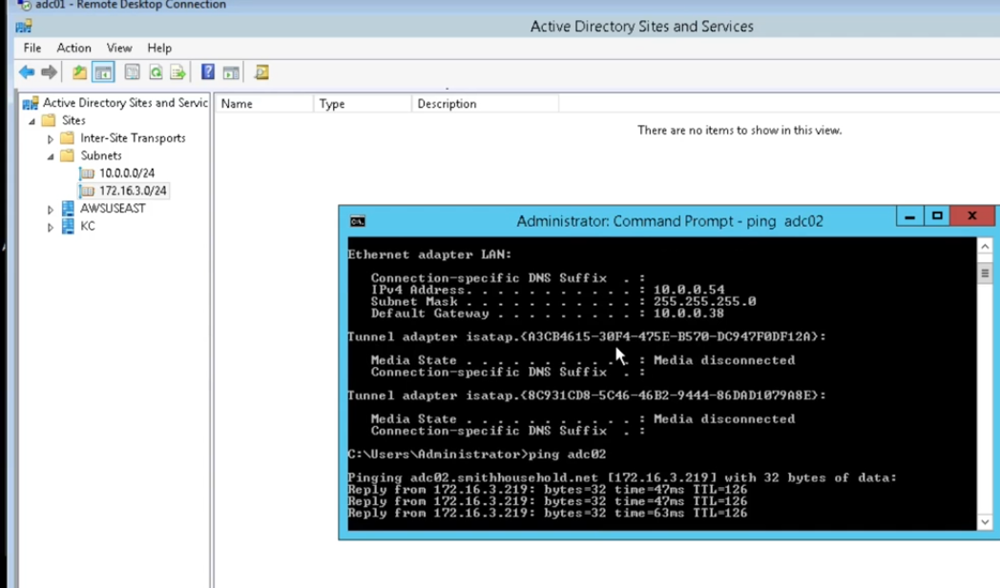 adc01 - Remote Desktop Connection
Active Directory Sites and Services
File Action View Help
Active Directory Sites and Servic
Sites
Inter-Site Transports
Subnets
10.0.0.0/24
172.16.3.0/24
AWSUSEAST
KC
Name Type Description
There are no items to show in this view.
Administrator: Command Prompt - ping adc02
Ethernet adapter LAN:
Connection-specific DNS Suffix . :
IPv4 Address. . . . . . . . . . . : 10.0.0.54
Subnet Mask . . . . . . . . . . . : 255.255.255.0
Default Gateway . . . . . . . . . : 10.0.0.38
Tunnel adapter isatap.{A3CB4615-30F4-475E-B570-DC947F0DF12A}:
Media State . . . . . . . . . . . : Media disconnected
Connection-specific DNS Suffix . :
Tunnel adapter isatap.{8C931CD8-5C46-46B2-9444-86DAD1079A8E}:
Media State . . . . . . . . . . . : Media disconnected
Connection-specific DNS Suffix . :
C:\Users\Administrator>ping adc02
Pinging adc02.smithhousehold.net [172.16.3.219] with 32 bytes of data:
Reply from 172.16.3.219: bytes=32 time=47ms TTL=126
Reply from 172.16.3.219: bytes=32 time=47ms TTL=126
Reply from 172.16.3.219: bytes=32 time=63ms TTL=126